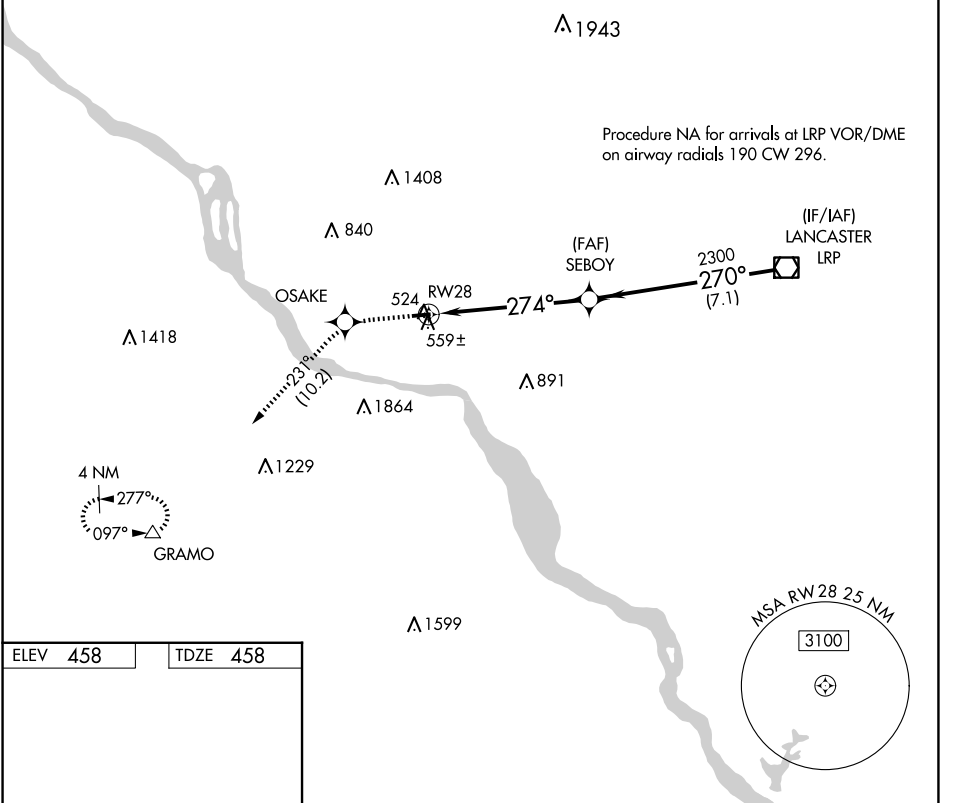 1943
Procedure NA for arrivals at LRP VOR/DME
on airway radials 190 CW 296.
1408
840
(IF/IAF)
LANCASTER
LRP
(FAF)
SEBOY
2300
270°
(7.1)
OSAKE
524
RW28
274°
559±
1418
231°
(10.2)
891
1864
1229
4 NM
277°
097°
GRAMO
1599
MSA RW28 25 NM
3100
ELEV 458
TDZE 458